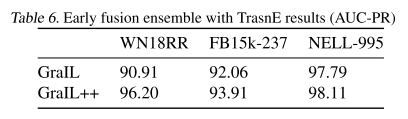 Table 6. Early fusion ensemble with TrasnE results (AUC-PR)
WN18RR FB15k-237 NELL-995
GraIL 90.91 92.06 97.79
GraIL++ 96.20 93.91 98.11